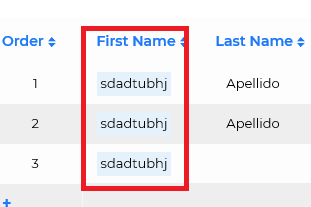 Order First Name Last Name
1 sdadtubhj Apellido
2 sdadtubhj Apellido
3 sdadtubhj
+